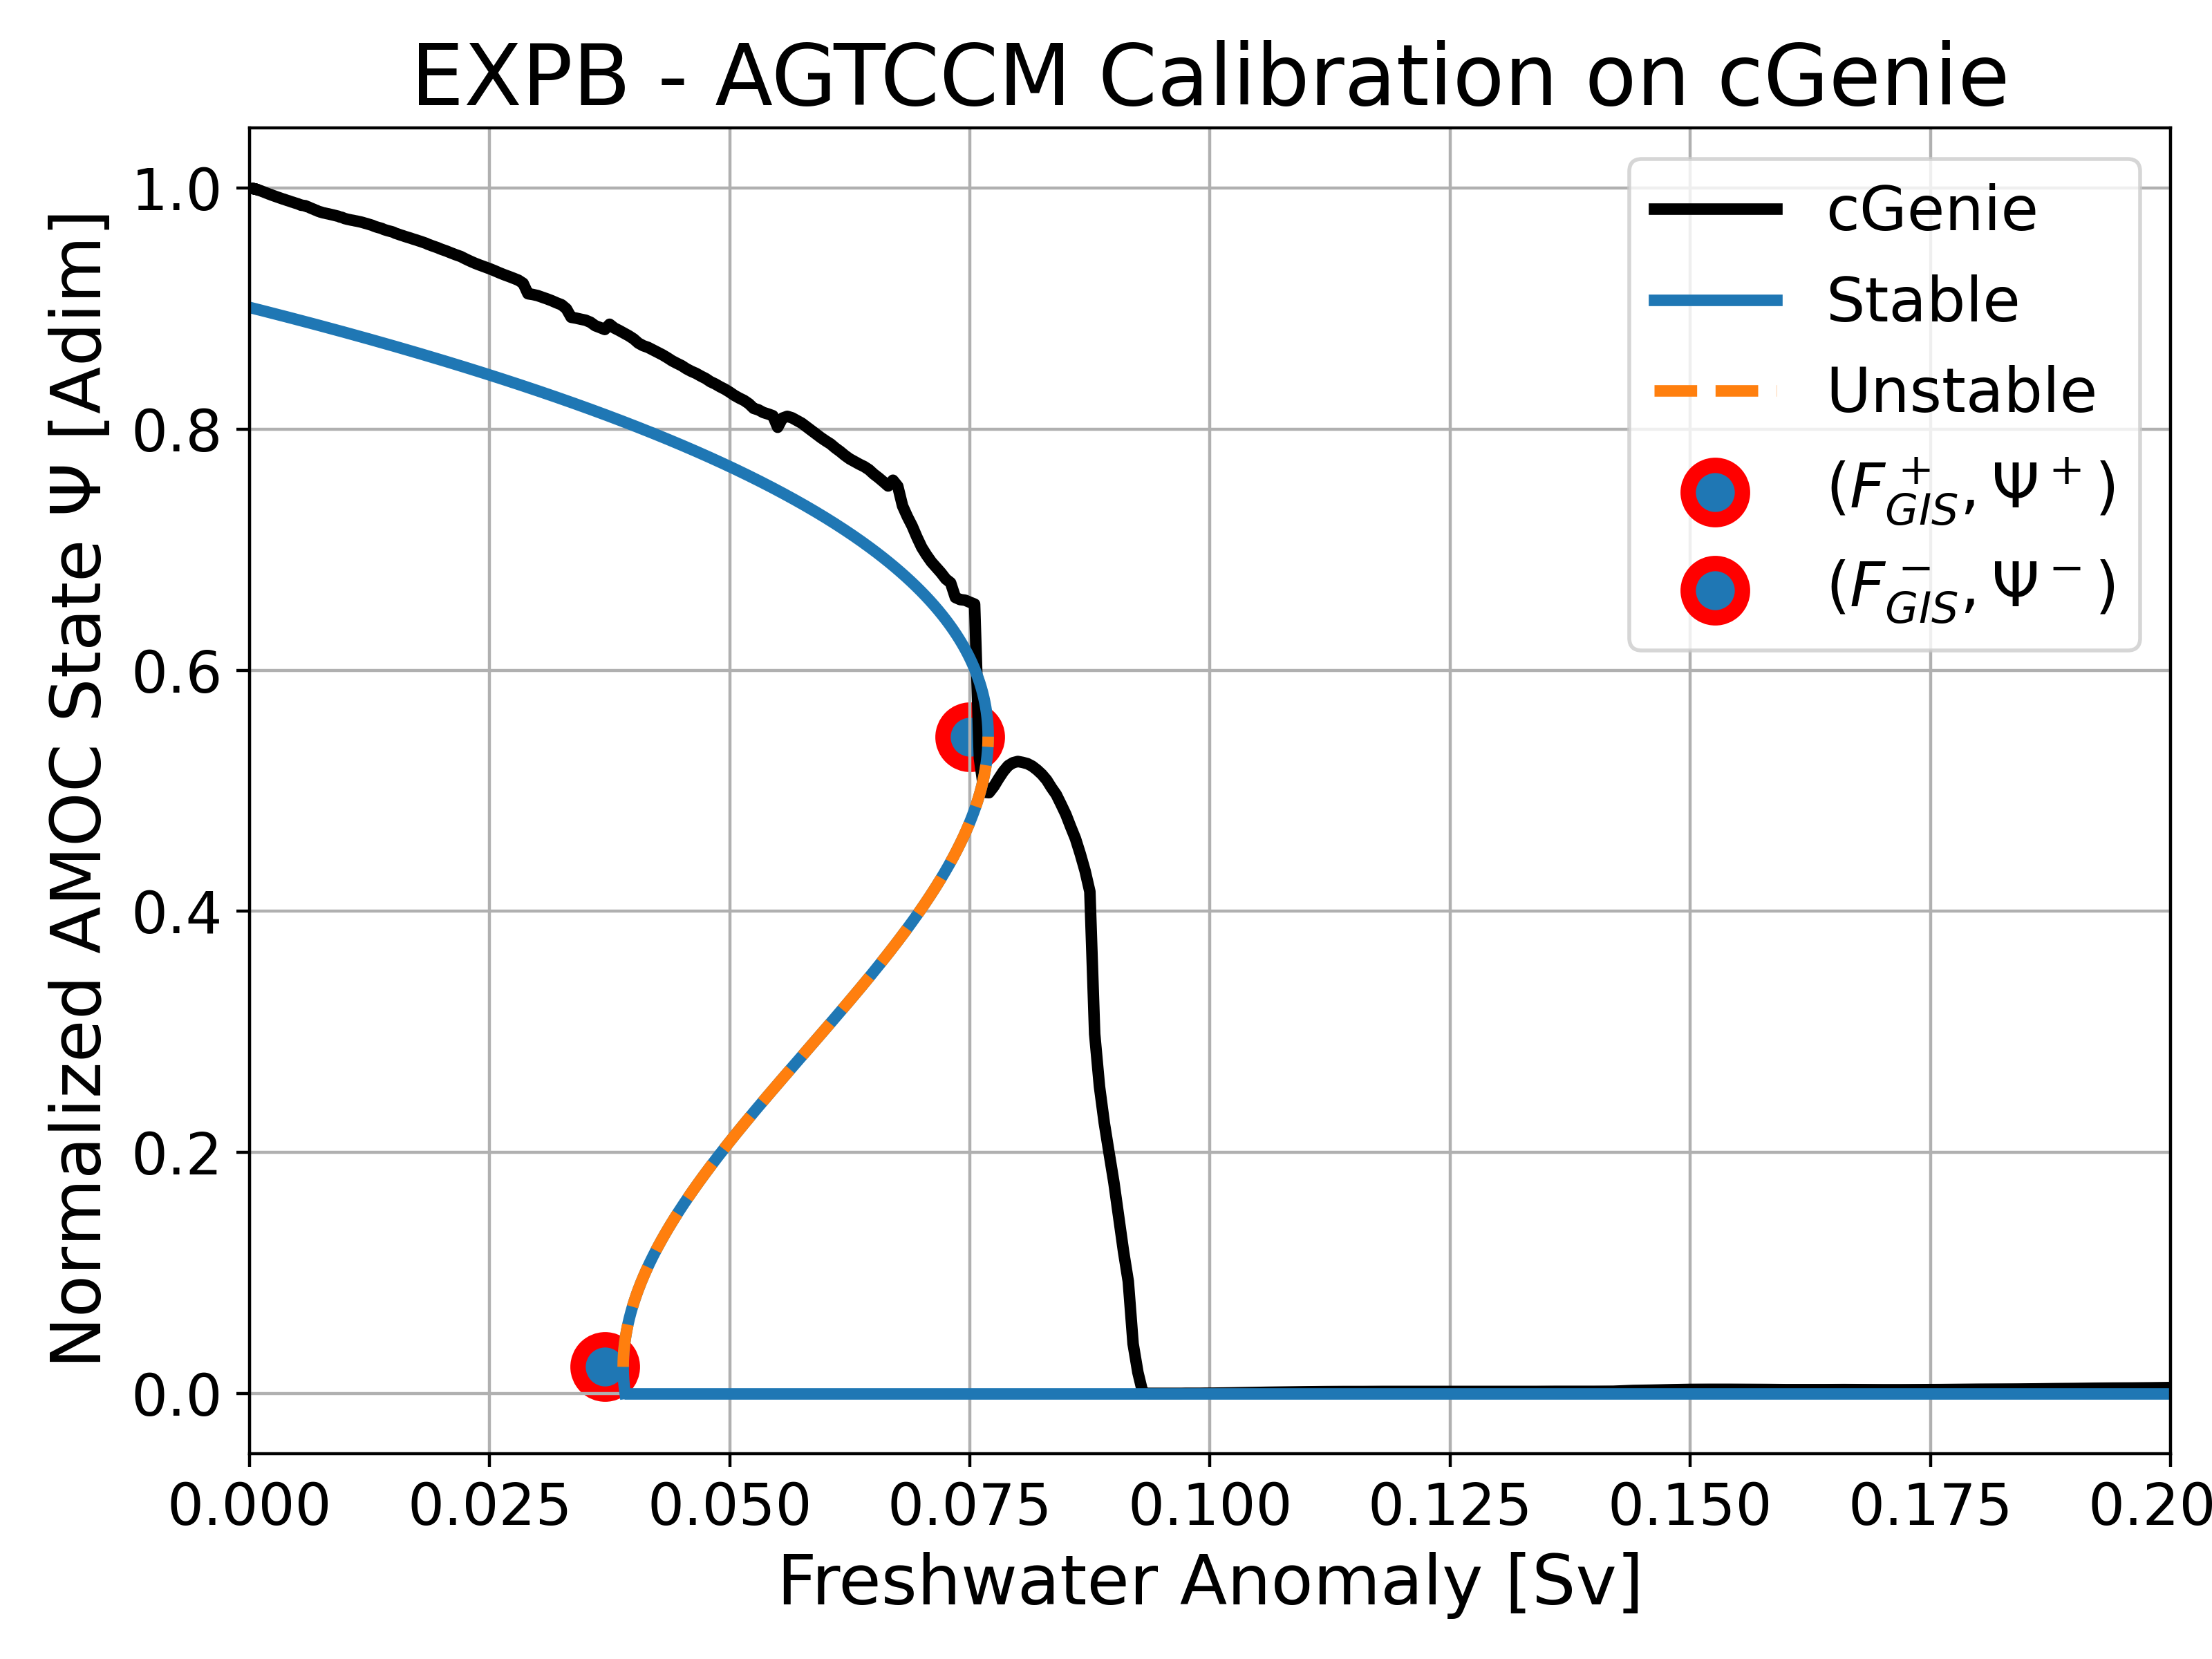 EXPB - AGTCCM Calibration on cGenie
Normalized AMOC State Ψ [Adim]
1.0
0.8
0.6
0.4
0.2
0.0
cGenie
Stable
Unstable
(F_GIS^+, Ψ^+)
(F_GIS^−, Ψ^−)
0.000 0.025 0.050 0.075 0.100 0.125 0.150 0.175 0.20
Freshwater Anomaly [Sv]